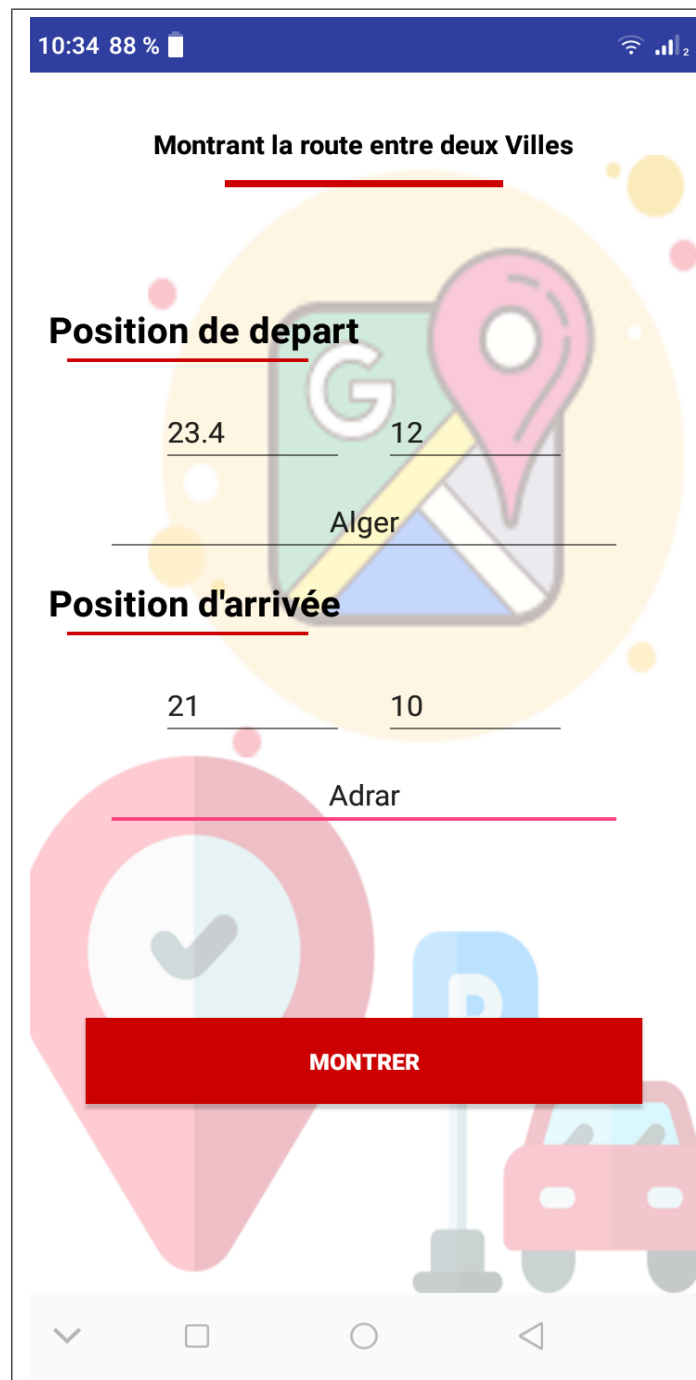 10:34 88 %
2
Montrant la route entre deux Villes
Position de depart
G
23.4 12
Alger
Position d'arrivée
21 10
Adrar
P
MONTRER